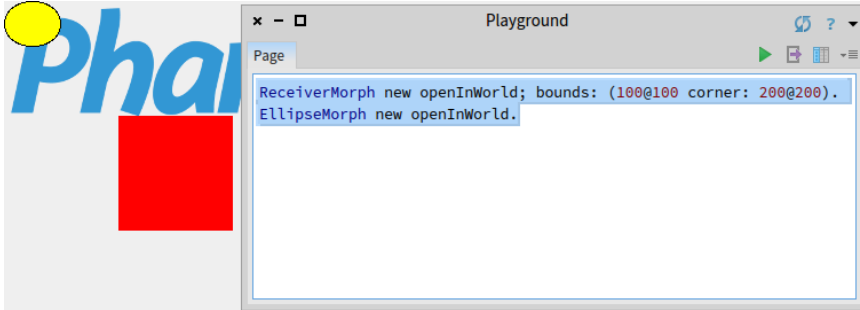 Phar
Playground
?
Page
ReceiverMorph new openInWorld; bounds: (100@100 corner: 200@200).
EllipseMorph new openInWorld.